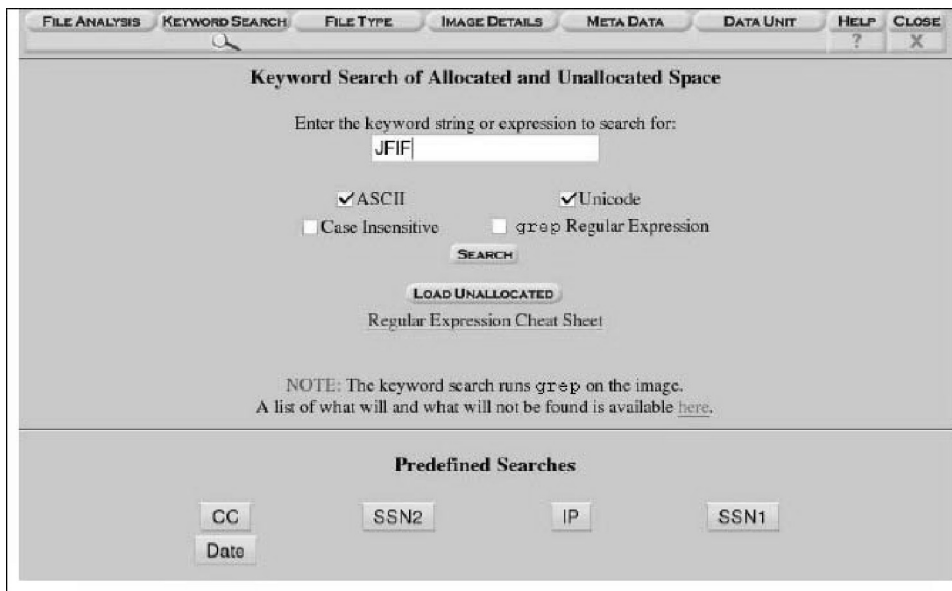 FILE ANALYSIS KEYWORD SEARCH FILE TYPE IMAGE DETAILS META DATA DATA UNIT HELP CLOSE
? X
Keyword Search of Allocated and Unallocated Space
Enter the keyword string or expression to search for:
JFIF
ASCII Unicode
Case Insensitive grep Regular Expression
SEARCH
LOAD UNALLOCATED
Regular Expression Cheat Sheet
NOTE: The keyword search runs grep on the image.
A list of what will and what will not be found is available here.
Predefined Searches
CC SSN2 IP SSN1
Date